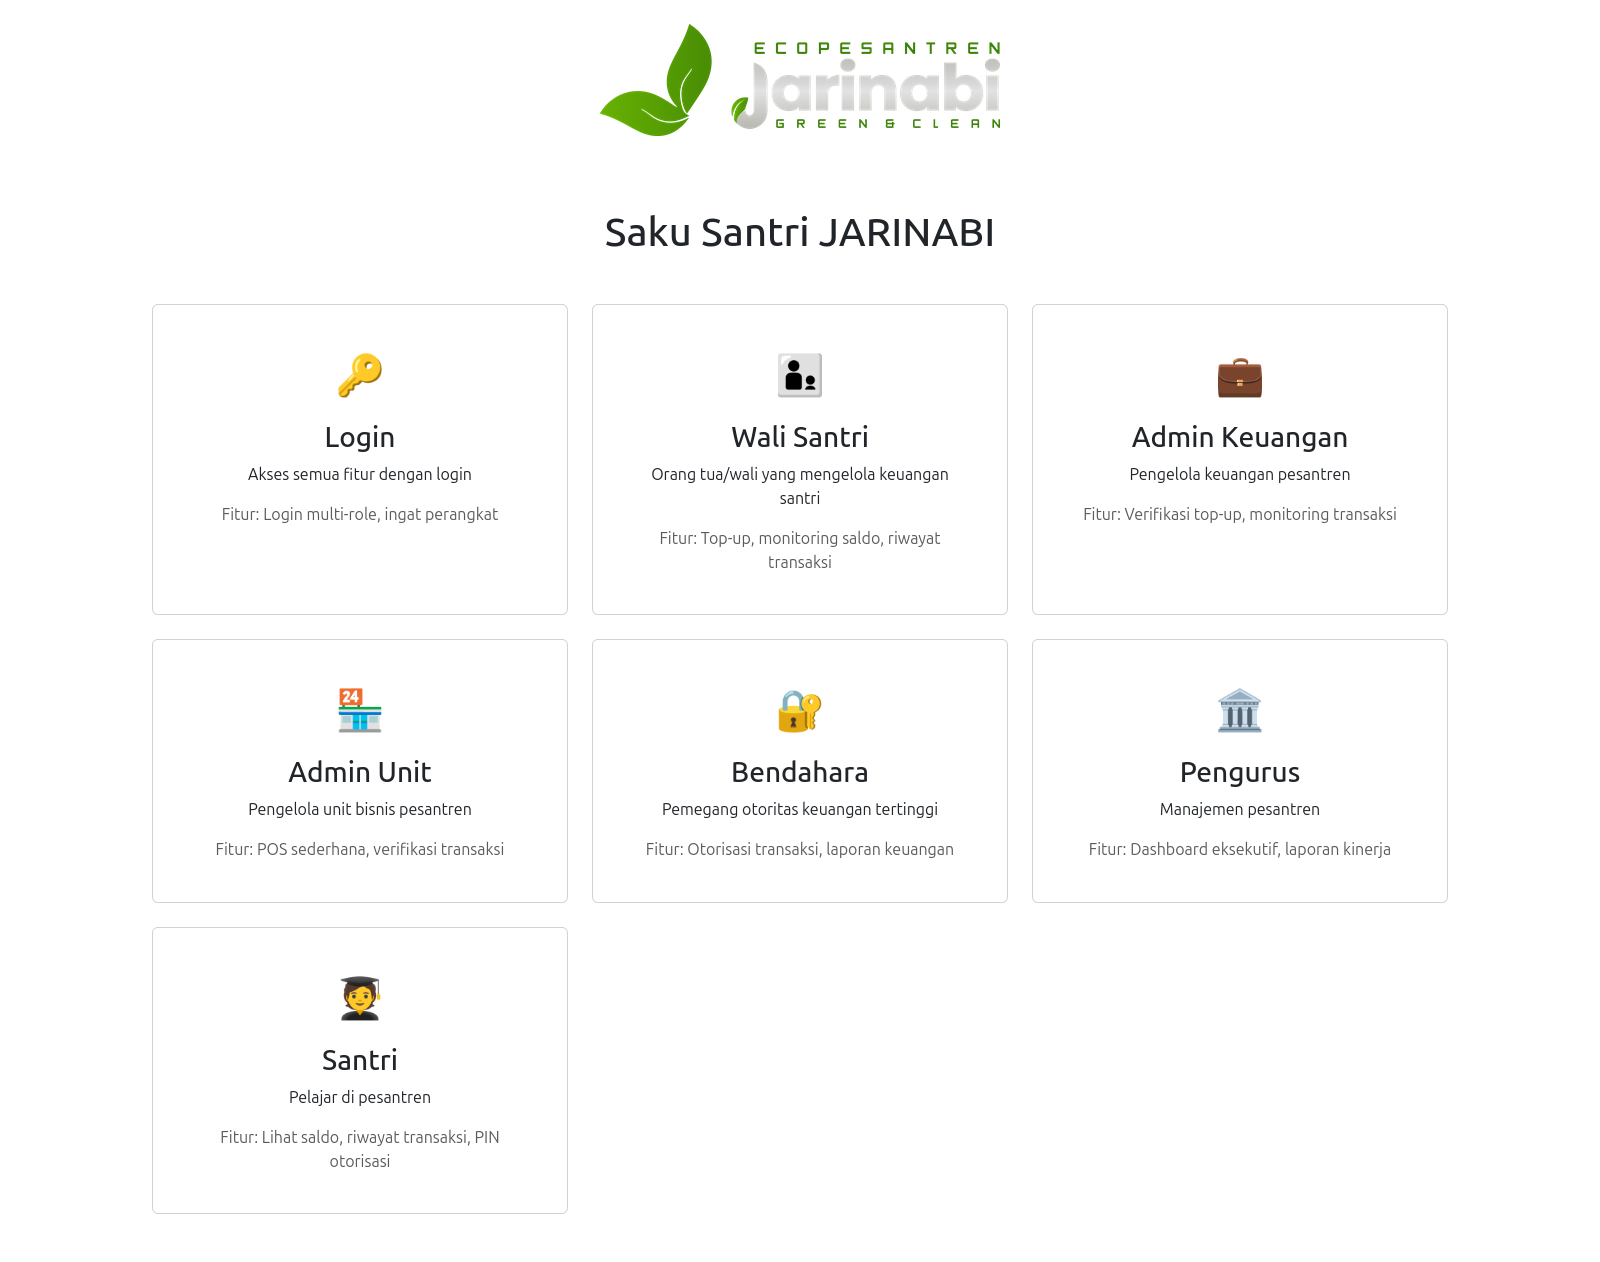 ECOPESANTREN
Jarinabi
GREEN & CLEAN
Saku Santri JARINABI
Login
Akses semua fitur dengan login
Fitur: Login multi-role, ingat perangkat
Wali Santri
Orang tua/wali yang mengelola keuangan
santri
Fitur: Top-up, monitoring saldo, riwayat
transaksi
Admin Keuangan
Pengelola keuangan pesantren
Fitur: Verifikasi top-up, monitoring transaksi
24
Admin Unit
Pengelola unit bisnis pesantren
Fitur: POS sederhana, verifikasi transaksi
Bendahara
Pemegang otoritas keuangan tertinggi
Fitur: Otorisasi transaksi, laporan keuangan
Pengurus
Manajemen pesantren
Fitur: Dashboard eksekutif, laporan kinerja
Santri
Pelajar di pesantren
Fitur: Lihat saldo, riwayat transaksi, PIN
otorisasi